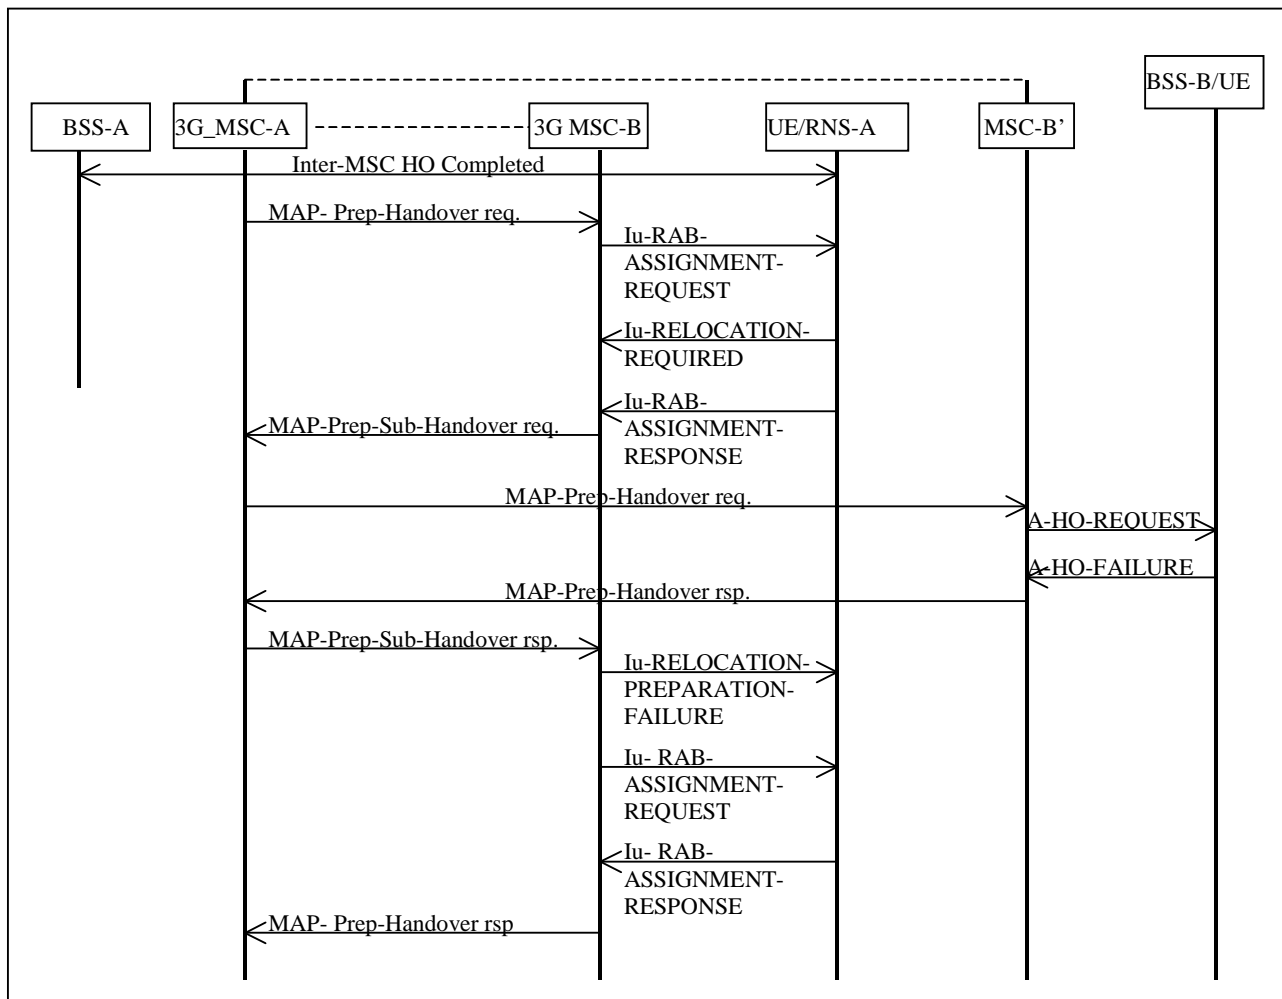 BSS-B/UE
BSS-A
3G_MSC-A
3G MSC-B
UE/RNS-A
MSC-B’
Inter-MSC HO Completed
MAP- Prep-Handover req.
Iu-RAB-
ASSIGNMENT-
REQUEST
Iu-RELOCATION-
REQUIRED
Iu-RAB-
ASSIGNMENT-
RESPONSE
MAP-Prep-Sub-Handover req.
MAP-Prep-Handover req.
A-HO-REQUEST
A-HO-FAILURE
MAP-Prep-Handover rsp.
MAP-Prep-Sub-Handover rsp.
Iu-RELOCATION-
PREPARATION-
FAILURE
Iu- RAB-
ASSIGNMENT-
REQUEST
Iu- RAB-
ASSIGNMENT-
RESPONSE
MAP- Prep-Handover rsp